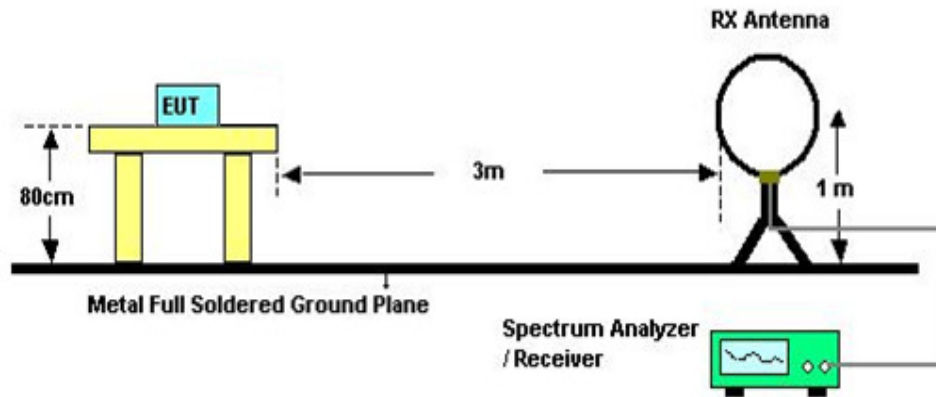 RX Antenna
EUT
3m
80cm
1 m
Metal Full Soldered Ground Plane
Spectrum Analyzer
/ Receiver